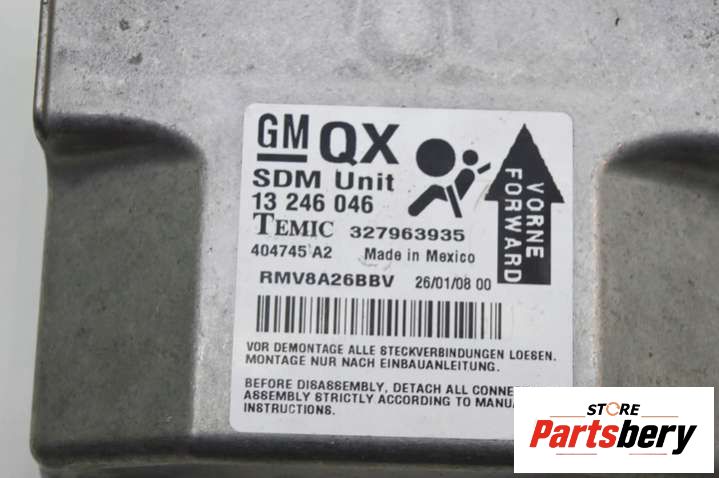 GM QX
SDM Unit
13 246 046
TEMIC 327963935
404745 A2 Made in Mexico
RMV8A26BBV 26/01/08 00
VORNE
FORWARD
VOR DEMONTAGE ALLE STECKVERBINDUNGEN LOESEN.
MONTAGE NUR NACH EINBAUANLEITUNG.
BEFORE DISASSEMBLY, DETACH ALL
ASSEMBLY STRICTLY ACCORDING TO
INSTRUCTIONS.
STORE
Partsbery